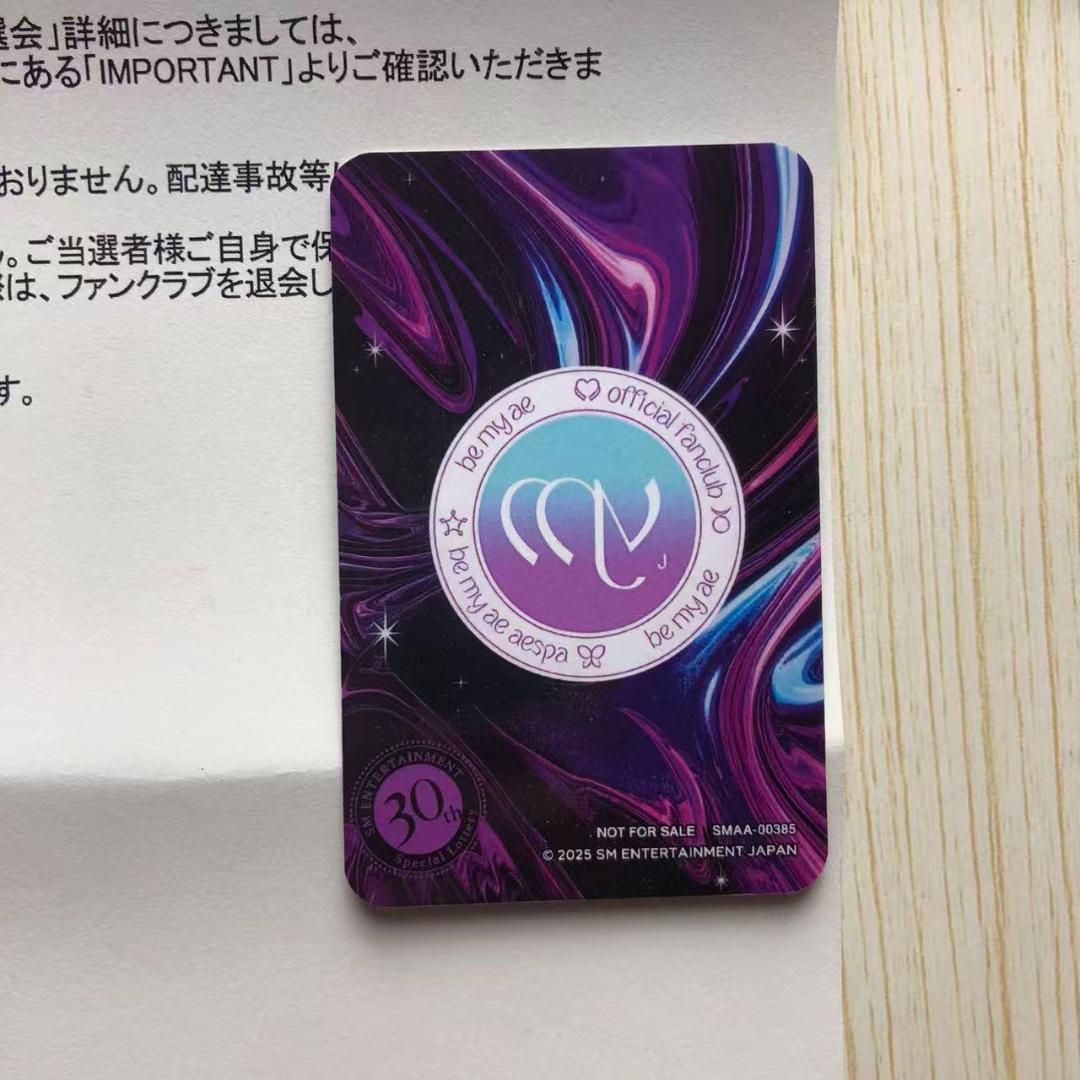 選会」詳細につきましては、
にある「IMPORTANT」よりご確認いただきま
おりません。配達事故等
。ご当選者様ご自身で保
は、ファンクラブを退会し
す。
be my ae
official fanclub
be my ae aespa
be my ae
MY
J
SM ENTERTAINMENT
30th
Special Lottery
NOT FOR SALE SMAA-00385
© 2025 SM ENTERTAINMENT JAPAN